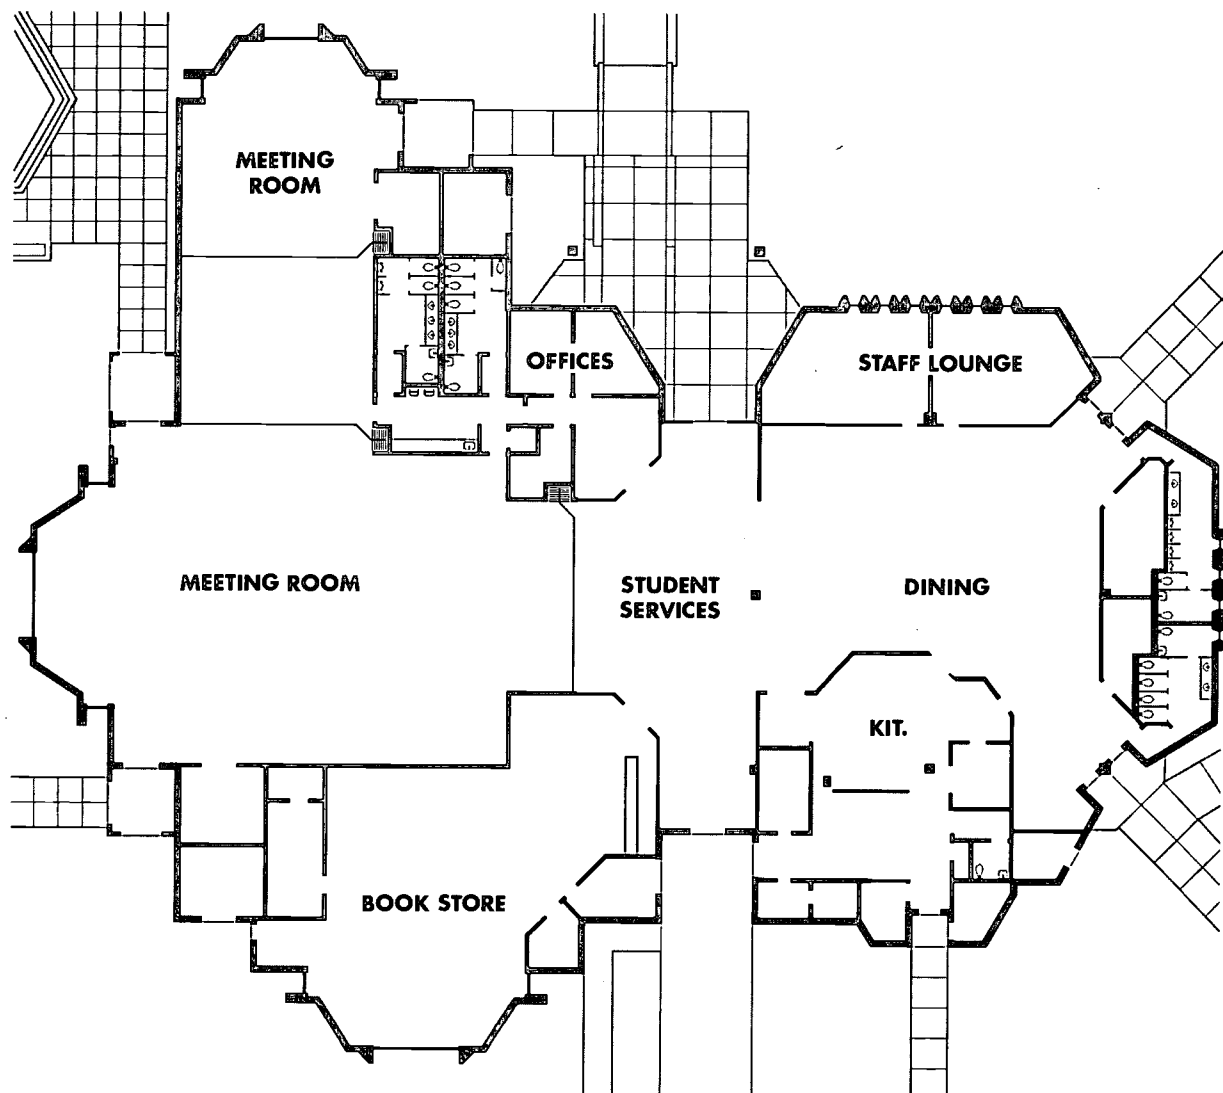 MEETING
ROOM
OFFICES
STAFF LOUNGE
MEETING ROOM
STUDENT
SERVICES
DINING
KIT.
BOOK STORE